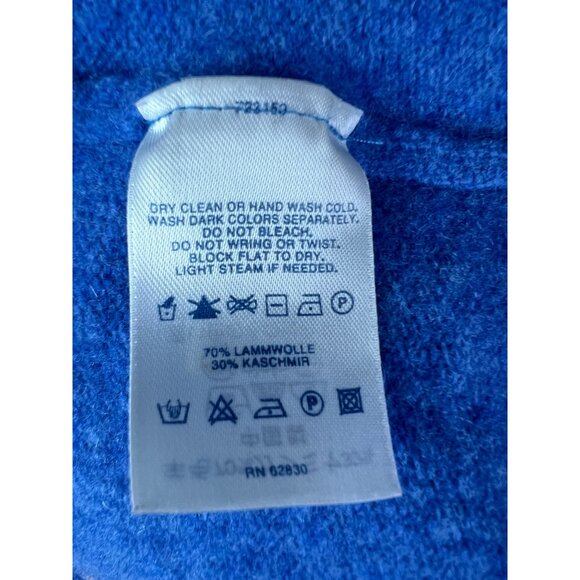 DRY CLEAN OR HAND WASH COLD.
WASH DARK COLORS SEPARATELY.
DO NOT BLEACH.
DO NOT WRING OR TWIST.
BLOCK FLAT TO DRY.
LIGHT STEAM IF NEEDED.
P
70% LAMMWOLLE
30% KASCHMIR
P
RN 62830